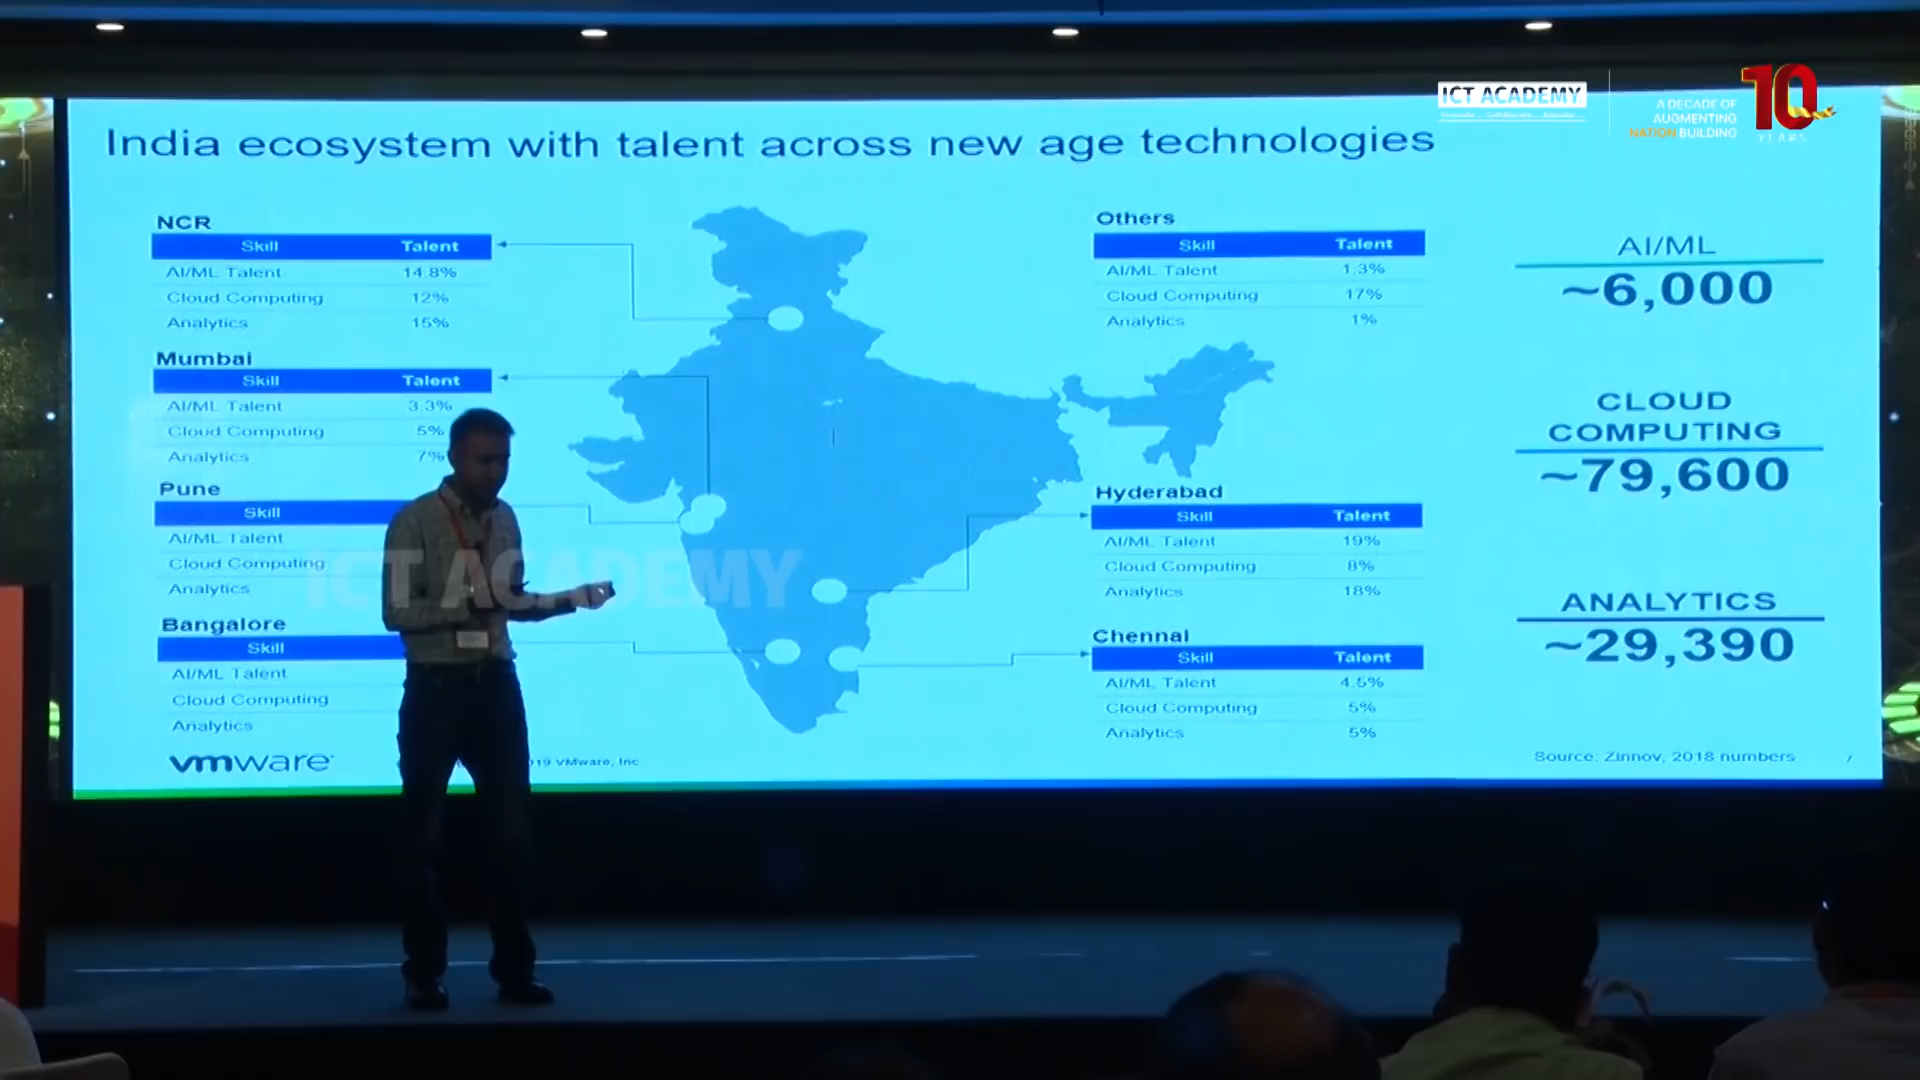 ICT ACADEMY
A DECADE OF
AUGMENTING
NATION BUILDING
10
YEARS
India ecosystem with talent across new age technologies
NCR
Skill Talent
AI/ML Talent 14.8%
Cloud Computing 12%
Analytics 15%
Mumbai
Skill Talent
AI/ML Talent 3.3%
Cloud Computing 5%
Analytics 7%
Pune
Skill
AI/ML Talent
Cloud Computing
Analytics
Bangalore
Skill
AI/ML Talent
Cloud Computing
Analytics
vmware
19 VMware, Inc
ICT ACADEMY
Others
Skill Talent
AI/ML Talent 1.3%
Cloud Computing 17%
Analytics 1%
Hyderabad
Skill Talent
AI/ML Talent 19%
Cloud Computing 8%
Analytics 18%
Chennai
Skill Talent
AI/ML Talent 4.5%
Cloud Computing 5%
Analytics 5%
AI/ML
~6,000
CLOUD
COMPUTING
~79,600
ANALYTICS
~29,390
Source: Zinnov, 2018 numbers
7